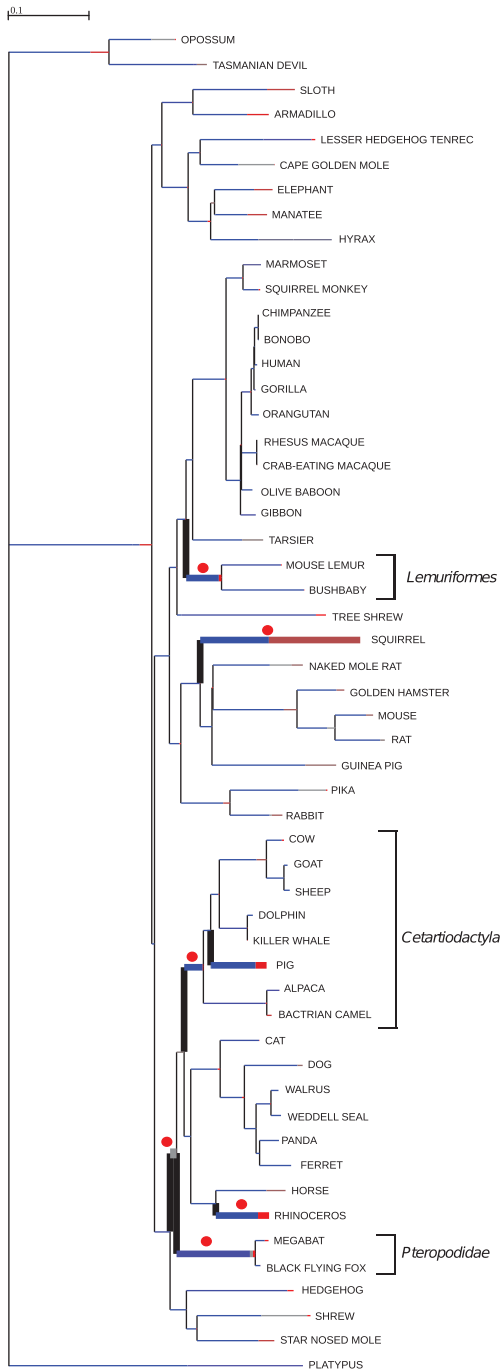 0.1
OPOSSUM
TASMANIAN DEVIL
SLOTH
ARMADILLO
LESSER HEDGEHOG TENREC
CAPE GOLDEN MOLE
ELEPHANT
MANATEE
HYRAX
MARMOSET
SQUIRREL MONKEY
CHIMPANZEE
BONOBO
HUMAN
GORILLA
ORANGUTAN
RHESUS MACAQUE
CRAB-EATING MACAQUE
OLIVE BABOON
GIBBON
TARSIER
MOUSE LEMUR
Lemuriformes
BUSHBABY
TREE SHREW
SQUIRREL
NAKED MOLE RAT
GOLDEN HAMSTER
MOUSE
RAT
GUINEA PIG
PIKA
RABBIT
COW
GOAT
SHEEP
DOLPHIN
Cetartiodactyla
KILLER WHALE
PIG
ALPACA
BACTRIAN CAMEL
CAT
DOG
WALRUS
WEDDELL SEAL
PANDA
FERRET
HORSE
RHINOCEROS
MEGABAT
Pteropodidae
BLACK FLYING FOX
HEDGEHOG
SHREW
STAR NOSED MOLE
PLATYPUS